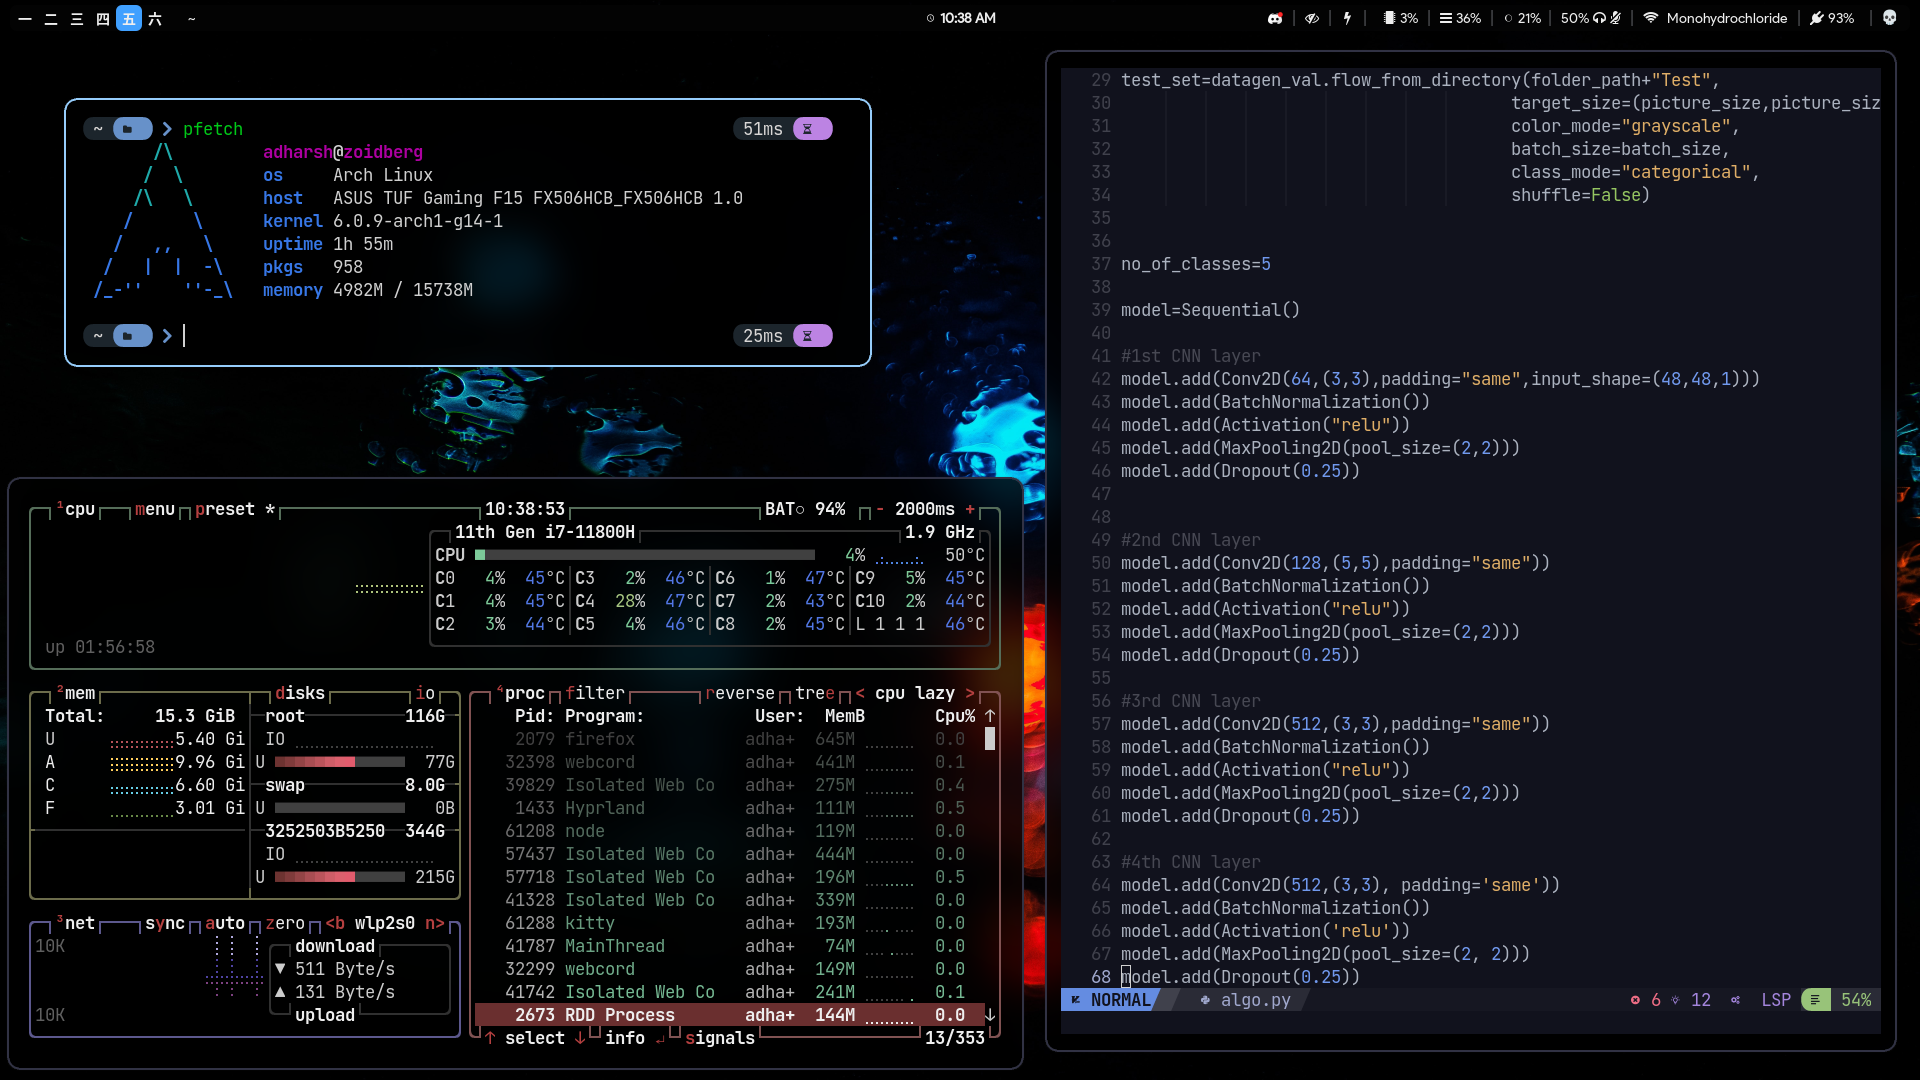 一 二 三 四 五 六 ~
10:38 AM
3% 36% 21% 50% Monohydrochloride 93%
~ pfetch 51ms
adharsh@zoidberg
os Arch Linux
host ASUS TUF Gaming F15 FX506HCB_FX506HCB 1.0
kernel 6.0.9-arch1-g14-1
uptime 1h 55m
pkgs 958
memory 4982M / 15738M
~ 25ms
¹cpu menu preset * 10:38:53 BAT○ 94% - 2000ms +
11th Gen i7-11800H 1.9 GHz
CPU 4% 50°C
C0 4% 45°C C3 2% 46°C C6 1% 47°C C9 5% 45°C
C1 4% 45°C C4 28% 47°C C7 2% 43°C C10 2% 44°C
C2 3% 44°C C5 4% 46°C C8 2% 45°C L 1 1 1 46°C
up 01:56:58
²mem disks io
Total: 15.3 GiB root 116G
U 5.40 Gi IO
A 9.96 Gi U 77G
C 6.60 Gi swap 8.0G
F 3.01 Gi U 0B
3252503B5250 344G
IO
U 215G
³net sync auto zero <b wlp2s0 n>
10K download
▼ 511 Byte/s
▲ 131 Byte/s
10K upload
⁴proc filter reverse tree < cpu lazy >
Pid: Program: User: MemB Cpu% ↑
2079 firefox adha+ 645M 0.0
32398 webcord adha+ 441M 0.1
39829 Isolated Web Co adha+ 275M 0.4
1433 Hyprland adha+ 111M 0.5
61208 node adha+ 119M 0.0
57437 Isolated Web Co adha+ 444M 0.0
57718 Isolated Web Co adha+ 196M 0.5
41328 Isolated Web Co adha+ 339M 0.0
61288 kitty adha+ 193M 0.0
41787 MainThread adha+ 74M 0.0
32299 webcord adha+ 149M 0.0
41742 Isolated Web Co adha+ 241M 0.1
2673 RDD Process adha+ 144M 0.0 ↓
↑ select ↓ info ↵ signals 13/353
29 test_set=datagen_val.flow_from_directory(folder_path+"Test",
30 target_size=(picture_size,picture_siz
31 color_mode="grayscale",
32 batch_size=batch_size,
33 class_mode="categorical",
34 shuffle=False)
35
36
37 no_of_classes=5
38
39 model=Sequential()
40
41 #1st CNN layer
42 model.add(Conv2D(64,(3,3),padding="same",input_shape=(48,48,1)))
43 model.add(BatchNormalization())
44 model.add(Activation("relu"))
45 model.add(MaxPooling2D(pool_size=(2,2)))
46 model.add(Dropout(0.25))
47
48
49 #2nd CNN layer
50 model.add(Conv2D(128,(5,5),padding="same"))
51 model.add(BatchNormalization())
52 model.add(Activation("relu"))
53 model.add(MaxPooling2D(pool_size=(2,2)))
54 model.add(Dropout(0.25))
55
56 #3rd CNN layer
57 model.add(Conv2D(512,(3,3),padding="same"))
58 model.add(BatchNormalization())
59 model.add(Activation("relu"))
60 model.add(MaxPooling2D(pool_size=(2,2)))
61 model.add(Dropout(0.25))
62
63 #4th CNN layer
64 model.add(Conv2D(512,(3,3), padding='same'))
65 model.add(BatchNormalization())
66 model.add(Activation('relu'))
67 model.add(MaxPooling2D(pool_size=(2, 2)))
68 model.add(Dropout(0.25))
NORMAL algo.py 6 12 LSP 54%